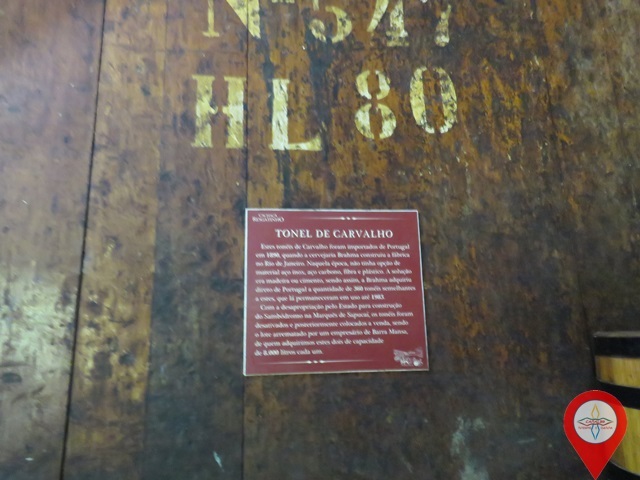 Nº 547
HL 80
TONEL DE CARVALHO
Estes tonéis de Carvalho foram importados de Portugal
em 1890, quando a cervejaria Brahma construiu a fábrica
no Rio de Janeiro. Naquela época, não tinha opção de
material aço inox, aço carbono, fibra e plástico. A solução
era madeira ou cimento, sendo assim, a Brahma adquiriu
direto de Portugal a quantidade de 360 tonéis semelhantes
a estes, que lá permaneceram em uso até 1983.
Com a desapropriação pelo Estado para construção
do Sambódromo na Marquês de Sapucaí, os tonéis foram
desativados e posteriormente colocados a venda, sendo
o lote arrematado por um empresário de Barra Mansa,
de quem adquirimos estes dois de capacidade
de 8.000 litros cada um.